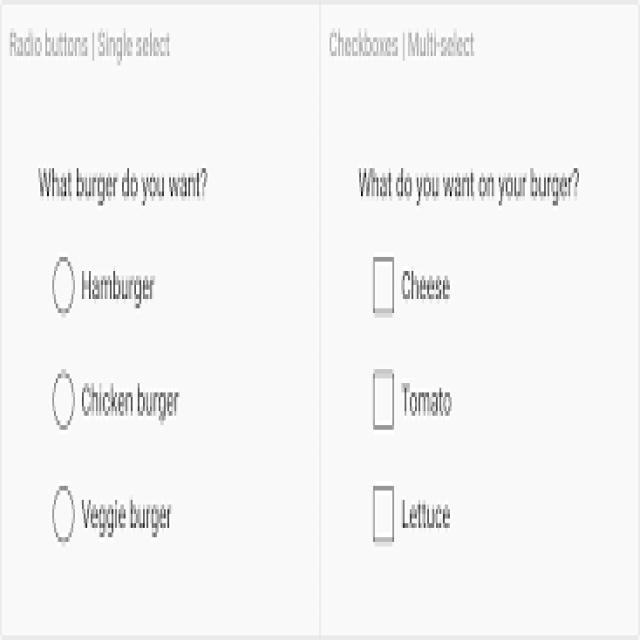 Radio buttons | Single select
What burger do you want?
Hamburger
Chicken burger
Veggie burger
Checkboxes | Multi-select
What do you want on your burger?
Cheese
Tomato
Lettuce